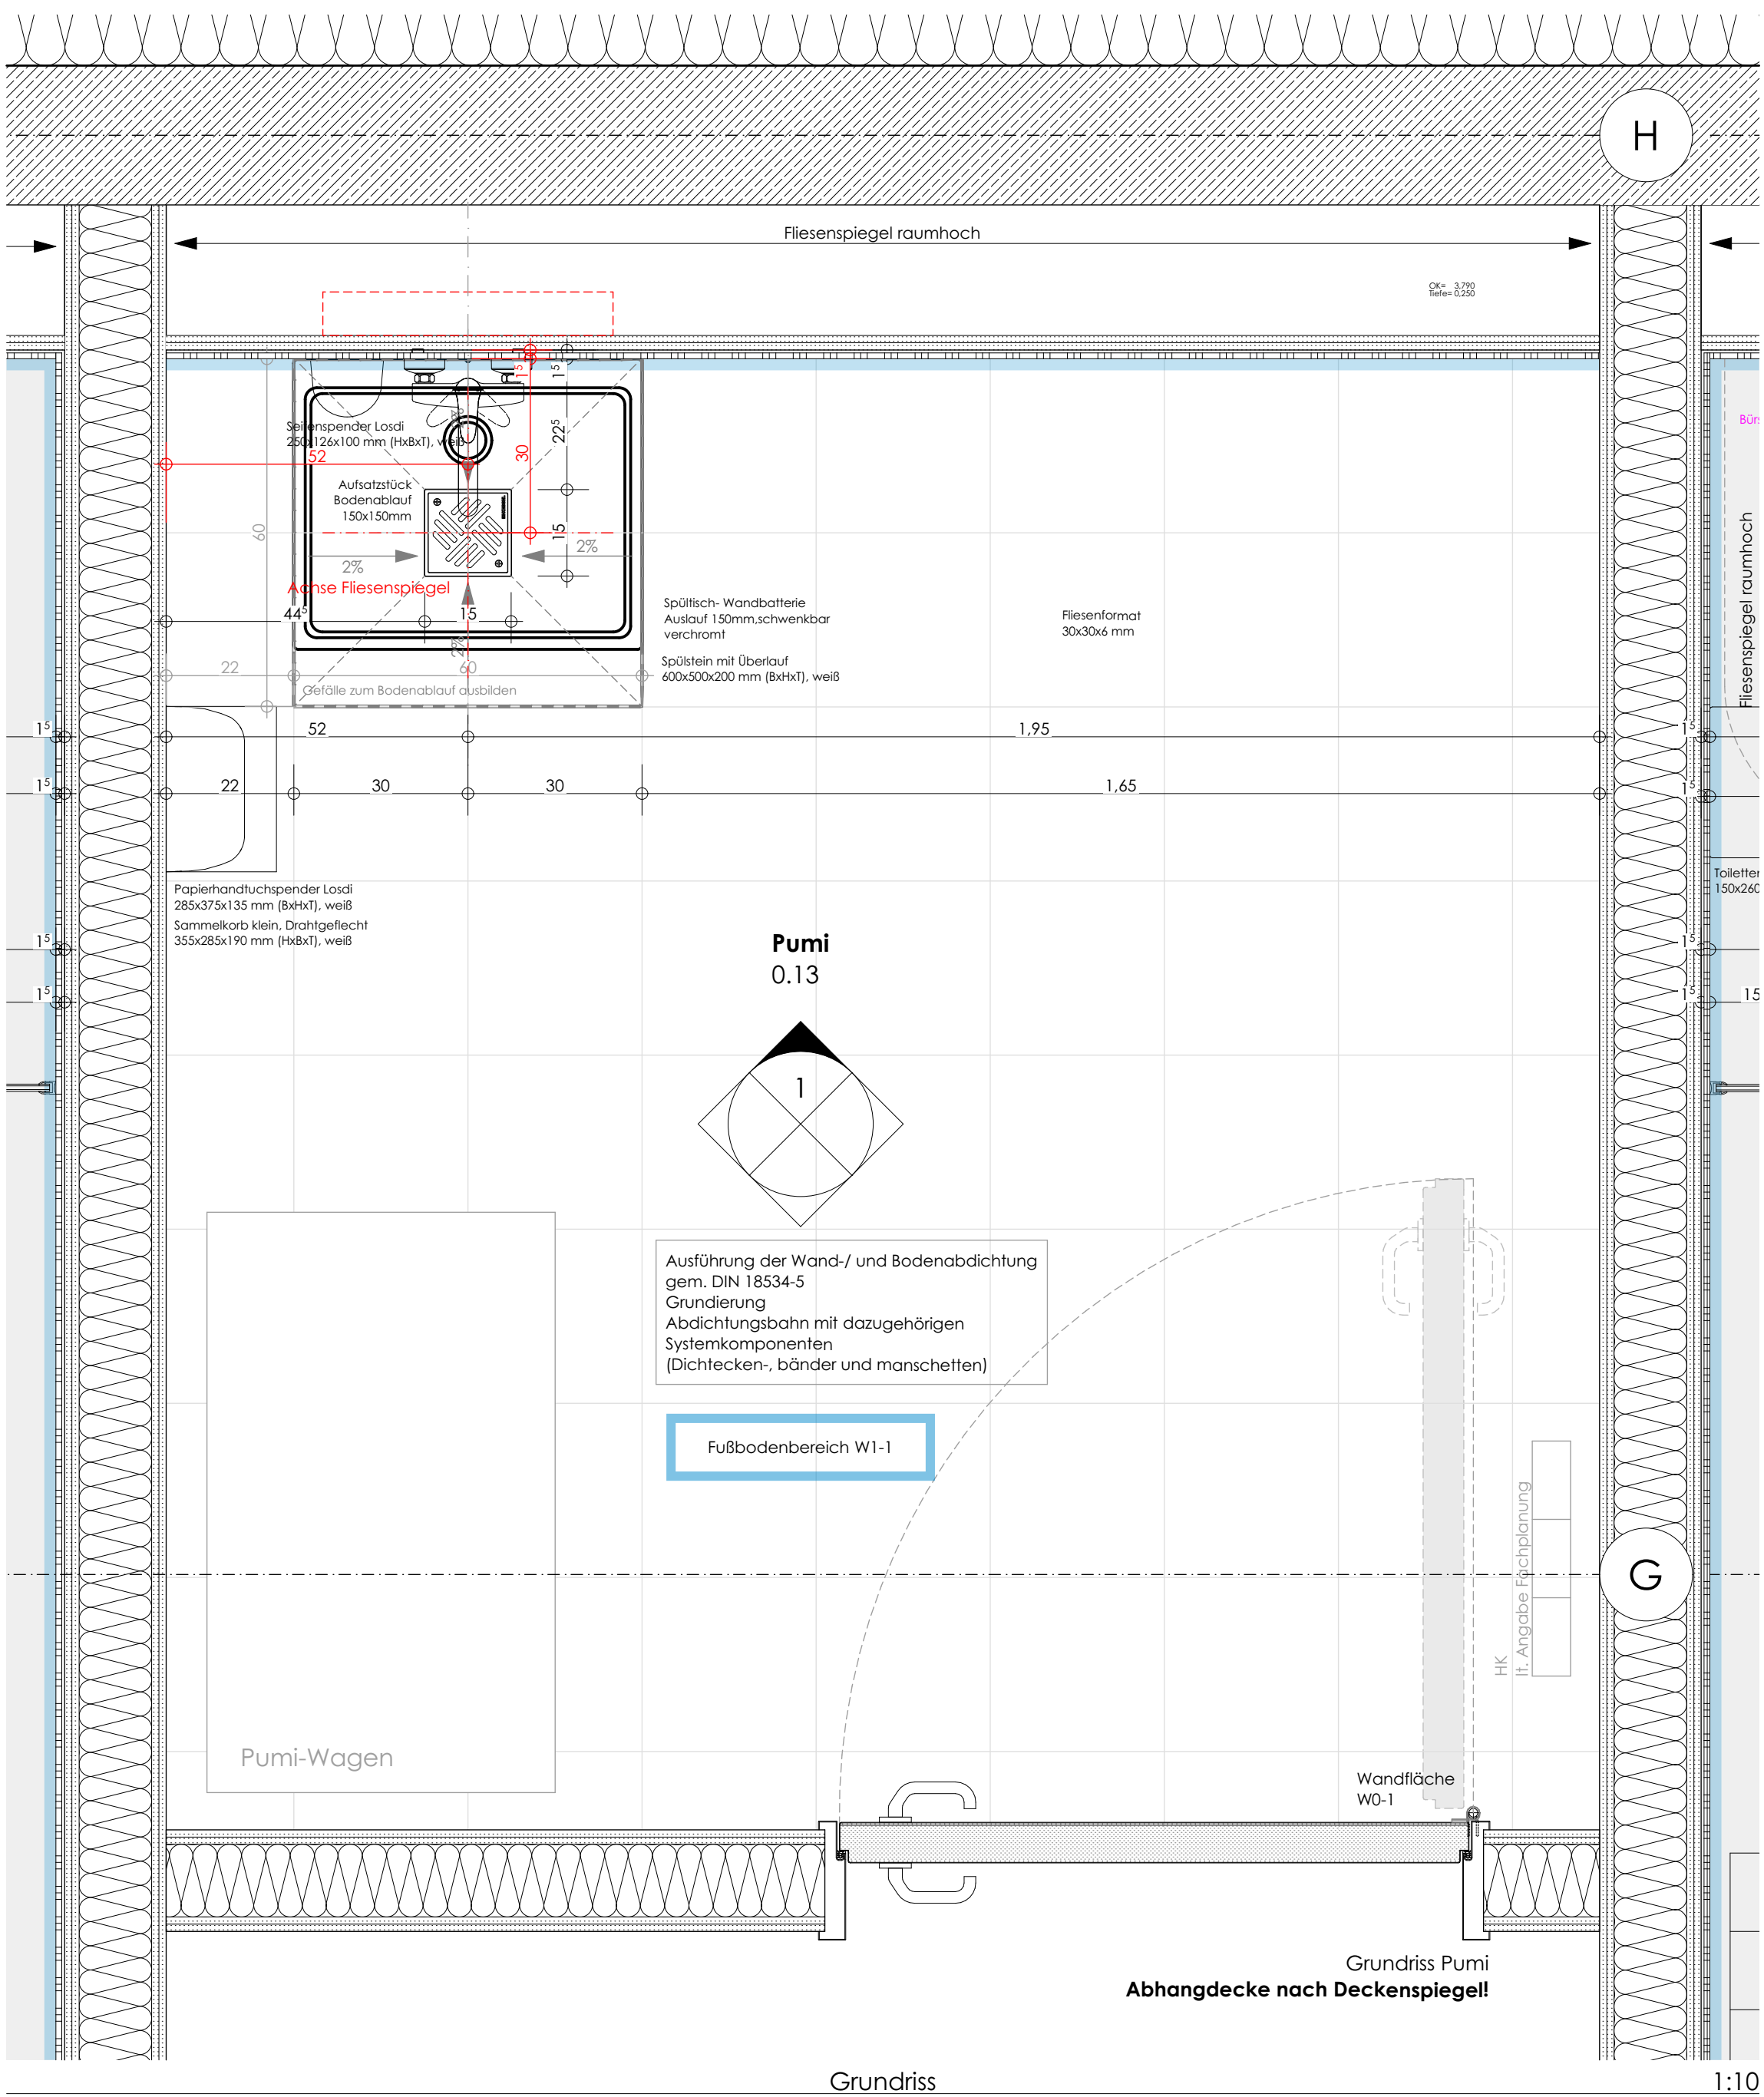 H
Fliesenspiegel raumhoch
OK= 3.790
Tiefe= 0,250
1⁵
1⁵
22⁵
30
15
Seifenspender Losdi
250x126x100 mm (HxBxT), weiß
52
Aufsatzstück
Bodenablauf
150x150mm
60
2%
2%
2%
Achse Fliesenspiegel
44⁵
15
22
60
Gefälle zum Bodenablauf ausbilden
Spültisch- Wandbatterie
Auslauf 150mm,schwenkbar
verchromt
Spülstein mit Überlauf
600x500x200 mm (BxHxT), weiß
Fliesenformat
30x30x6 mm
Fliesenspiegel raumhoch
Bürs
1⁵
52
1,95
1⁵
1⁵
22
30
30
1,65
1⁵
Papierhandtuchspender Losdi
285x375x135 mm (BxHxT), weiß
Sammelkorb klein, Drahtgeflecht
355x285x190 mm (HxBxT), weiß
Toiletten
150x260
1⁵
1⁵
1⁵
1⁵
15
Pumi
0.13
1
Ausführung der Wand-/ und Bodenabdichtung
gem. DIN 18534-5
Grundierung
Abdichtungsbahn mit dazugehörigen
Systemkomponenten
(Dichtecken-, bänder und manschetten)
Fußbodenbereich W1-1
HK
lt. Angabe Fachplanung
G
Pumi-Wagen
Wandfläche
W0-1
Grundriss Pumi
Abhangdecke nach Deckenspiegel!
Grundriss
1:10